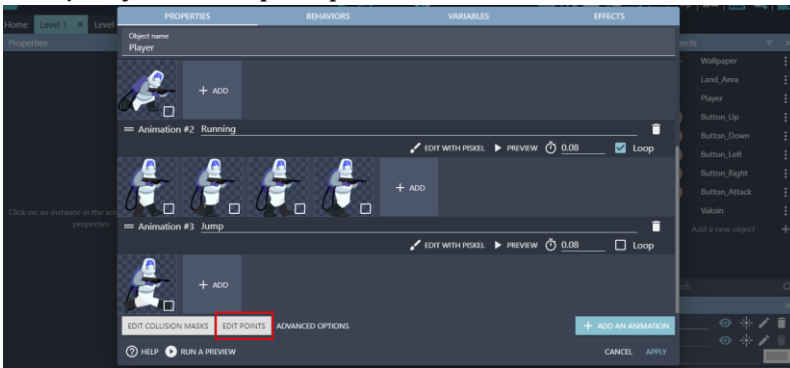 PROPERTIES BEHAVIORS VARIABLES EFFECTS
Home Level 1 × Level
Properties
Object name
Player
+ ADD
Animation #2 Running
EDIT WITH PISKEL PREVIEW 0.08 Loop
+ ADD
Animation #3 Jump
EDIT WITH PISKEL PREVIEW 0.08 Loop
+ ADD
EDIT COLLISION MASKS EDIT POINTS ADVANCED OPTIONS + ADD AN ANIMATION
? HELP RUN A PREVIEW CANCEL APPLY
Click on an instance in the sce
properties
jects
Wallpaper
Land_Area
Player
Button_Up
Button_Down
Button_Left
Button_Right
Button_Attack
Vaksin
Add a new object +
rch